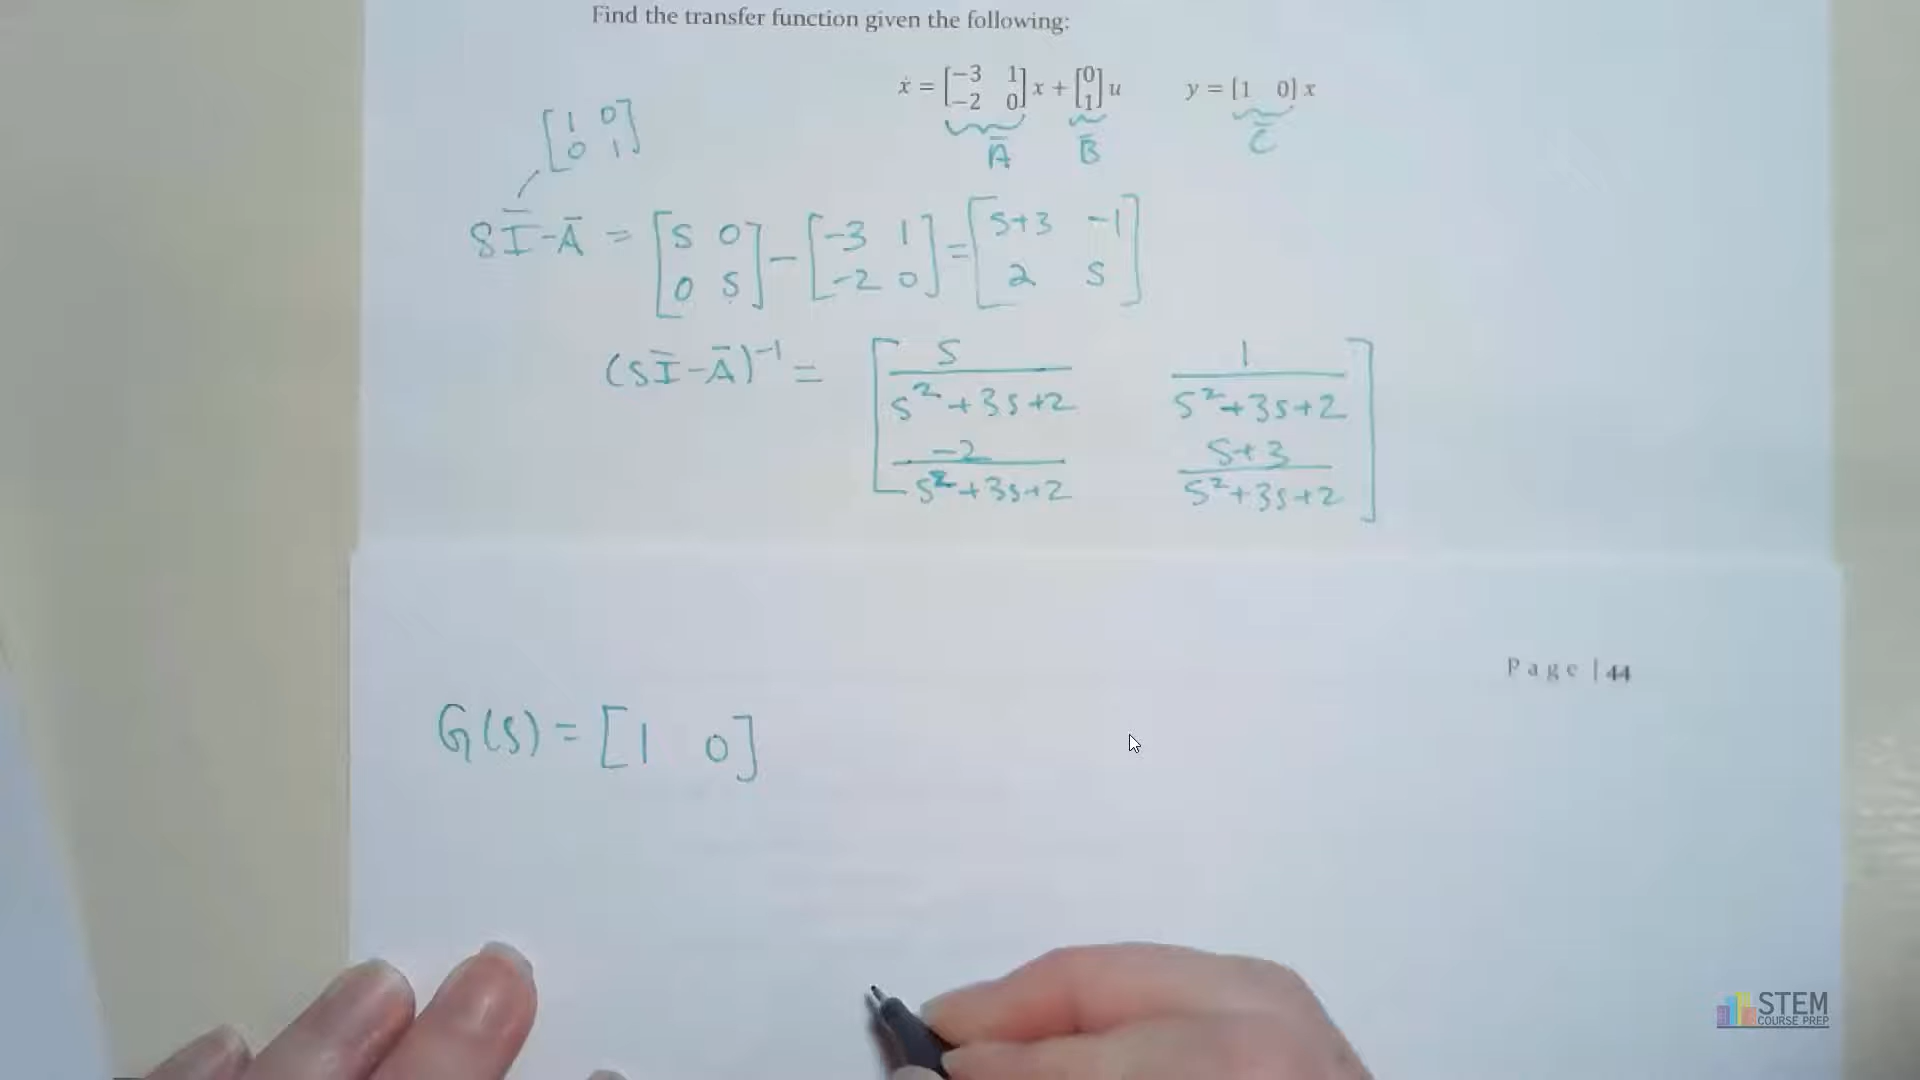 Find the transfer function given the following:
ẋ = [−3 1; −2 0] x + [0; 1] u    y = [1 0] x
[1 0; 0 1]
A̅    B̅    C̅
sI̅-A̅ = [s 0; 0 s] - [-3 1; -2 0] = [s+3 -1; 2 s]
(sI̅-A̅)⁻¹ = [s/(s²+3s+2) 1/(s²+3s+2); -2/(s²+3s+2) s+3/(s²+3s+2)]
Page | 44
G(s) = [1 0]
STEM
COURSE PREP